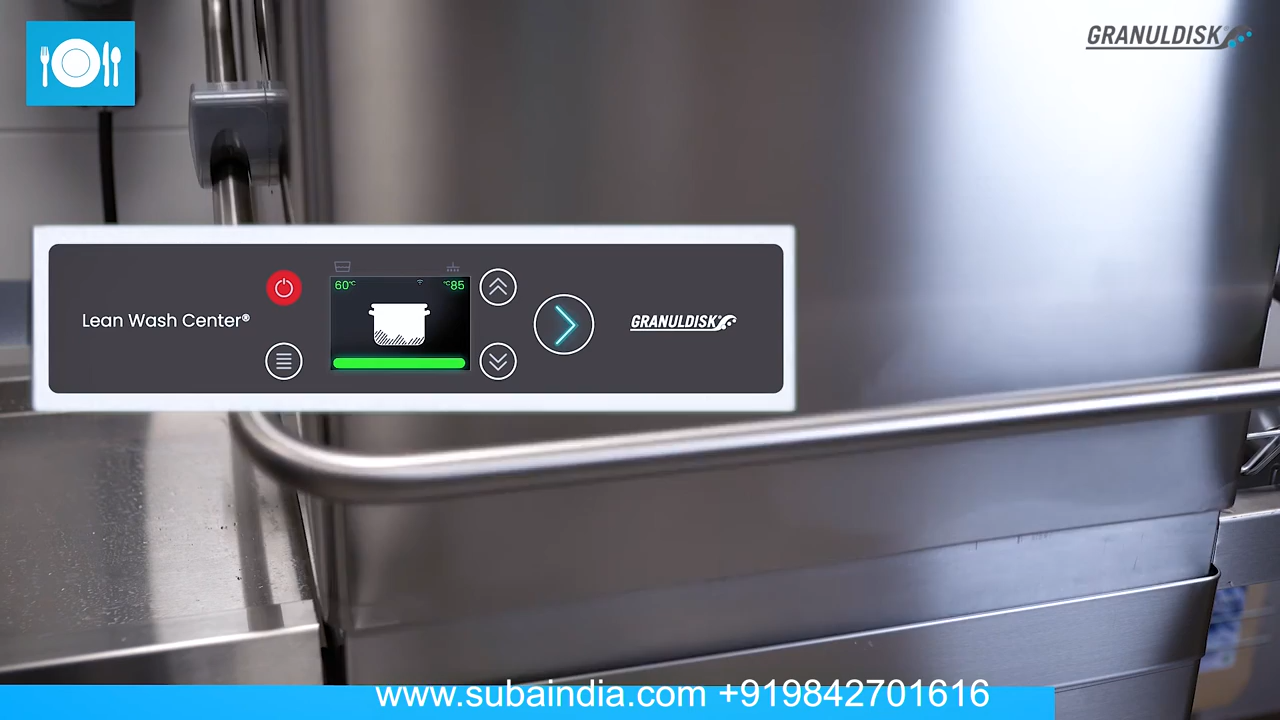 GRANULDISK
Lean Wash Center®
60°C
°C85
GRANULDISK
www.subaindia.com +919842701616